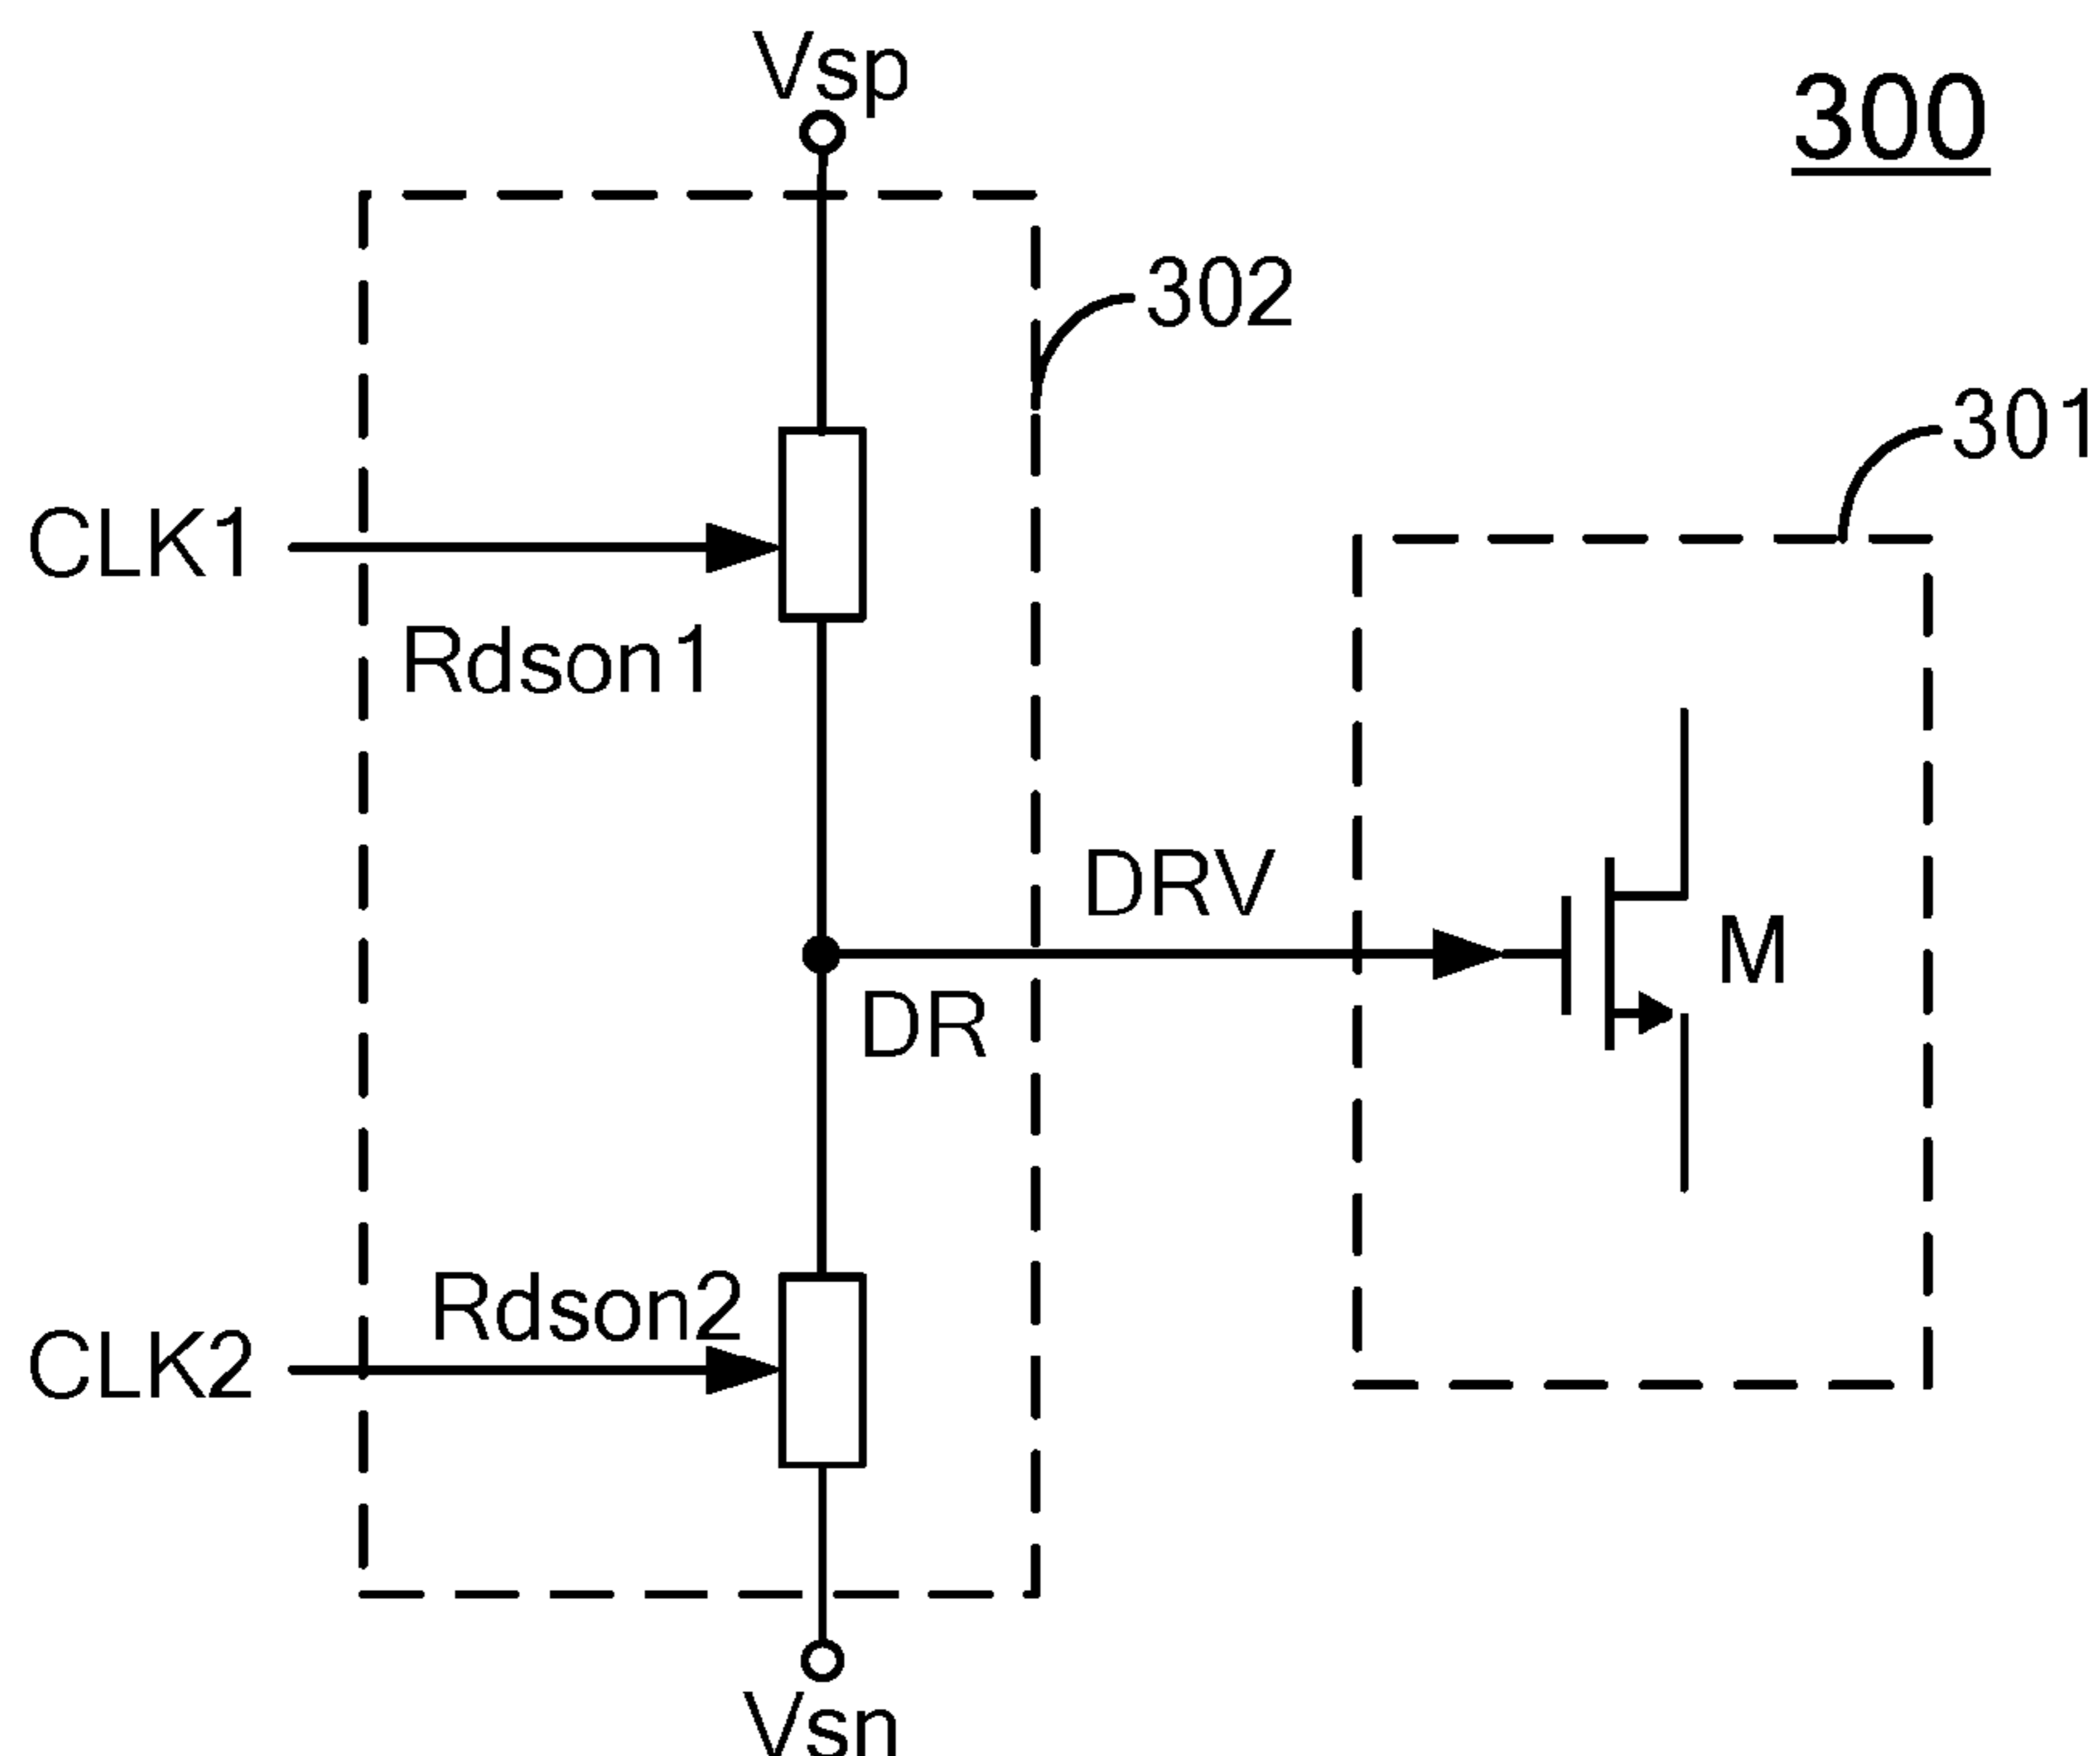 Vsp
300
302
301
CLK1
Rdson1
DRV
M
DR
Rdson2
CLK2
Vsn